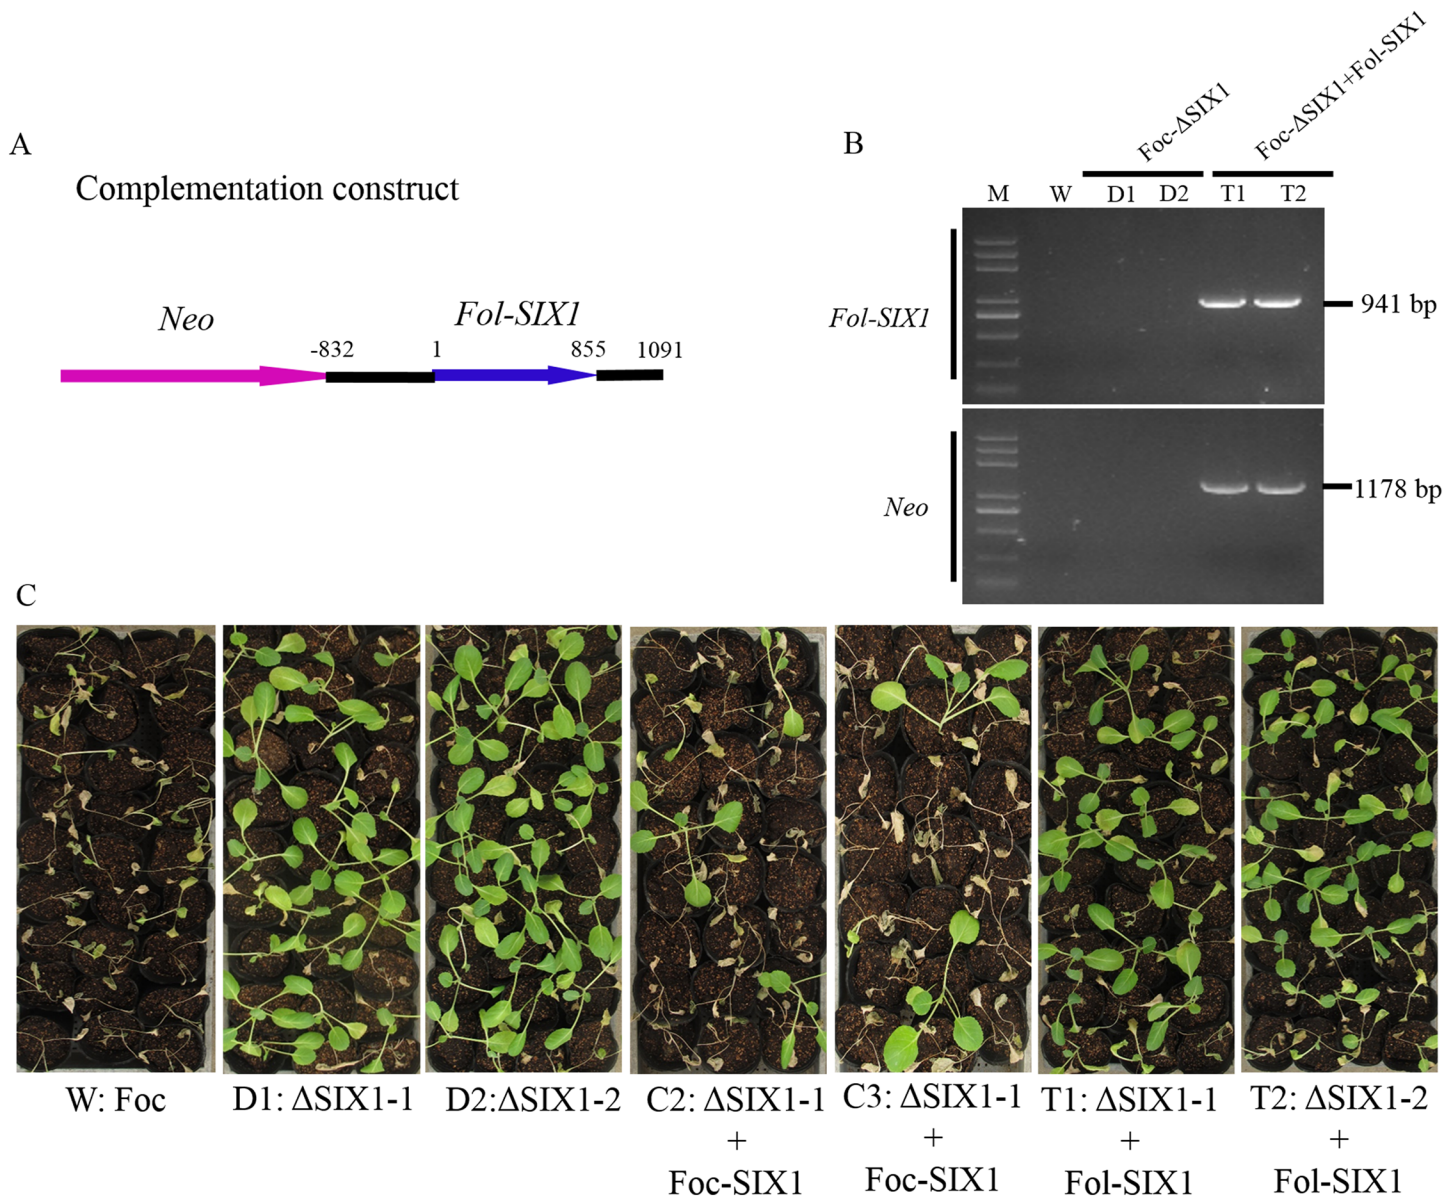 A
Complementation construct
Neo
Fol-SIX1
-832
1
855
1091
B
Foc-ΔSIX1
Foc-ΔSIX1+Fol-SIX1
M W D1 D2 T1 T2
Fol-SIX1
941 bp
Neo
1178 bp
C
W: Foc
D1: ΔSIX1-1
D2:ΔSIX1-2
C2: ΔSIX1-1
+
Foc-SIX1
C3: ΔSIX1-1
+
Foc-SIX1
T1: ΔSIX1-1
+
Fol-SIX1
T2: ΔSIX1-2
+
Fol-SIX1